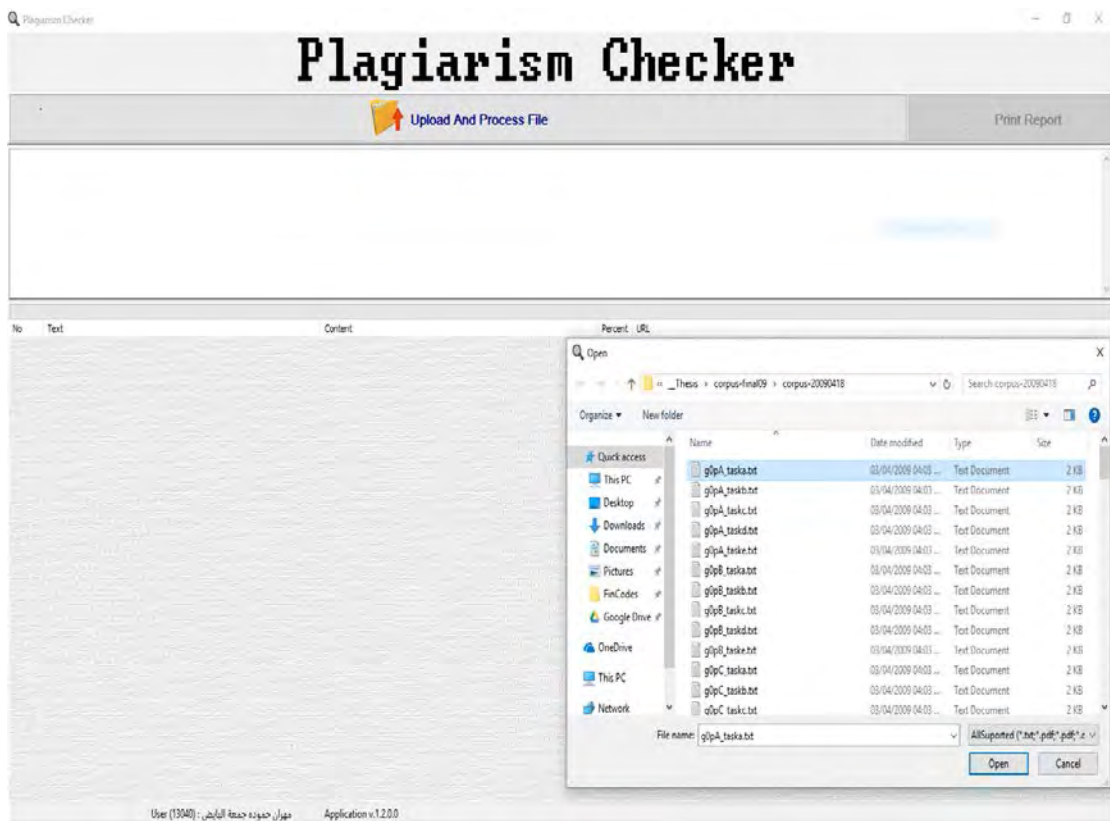 Plagiarism Checker
Plagiarism Checker
Upload And Process File
Print Report
No Text Content Percent URL
Open
« _Thesis › corpus-final09 › corpus-20090418
Search corpus-20090418
Organize New folder
Name Date modified Type Size
Quick access
This PC
Desktop
Downloads
Documents
Pictures
FinCodes
Google Drive
OneDrive
This PC
Network
g0pA_taska.txt 03/04/2009 04:03 ... Text Document 2 KB
g0pA_taskb.txt 03/04/2009 04:03 ... Text Document 2 KB
g0pA_taskc.txt 03/04/2009 04:03 ... Text Document 2 KB
g0pA_taskd.txt 03/04/2009 04:03 ... Text Document 2 KB
g0pA_taske.txt 03/04/2009 04:03 ... Text Document 2 KB
g0pB_taska.txt 03/04/2009 04:03 ... Text Document 2 KB
g0pB_taskb.txt 03/04/2009 04:03 ... Text Document 2 KB
g0pB_taskc.txt 03/04/2009 04:03 ... Text Document 2 KB
g0pB_taskd.txt 03/04/2009 04:03 ... Text Document 2 KB
g0pB_taske.txt 03/04/2009 04:03 ... Text Document 2 KB
g0pC_taska.txt 03/04/2009 04:03 ... Text Document 2 KB
g0pC_taskb.txt 03/04/2009 04:03 ... Text Document 2 KB
g0pC_taskc.txt 03/04/2009 04:03 ... Text Document 2 KB
File name: g0pA_taska.txt
AllSuported (*.txt;*.pdf;*.pdf;*.c
Open Cancel
User (13040) : مهران حموده جمعة Application v.1.2.0.0